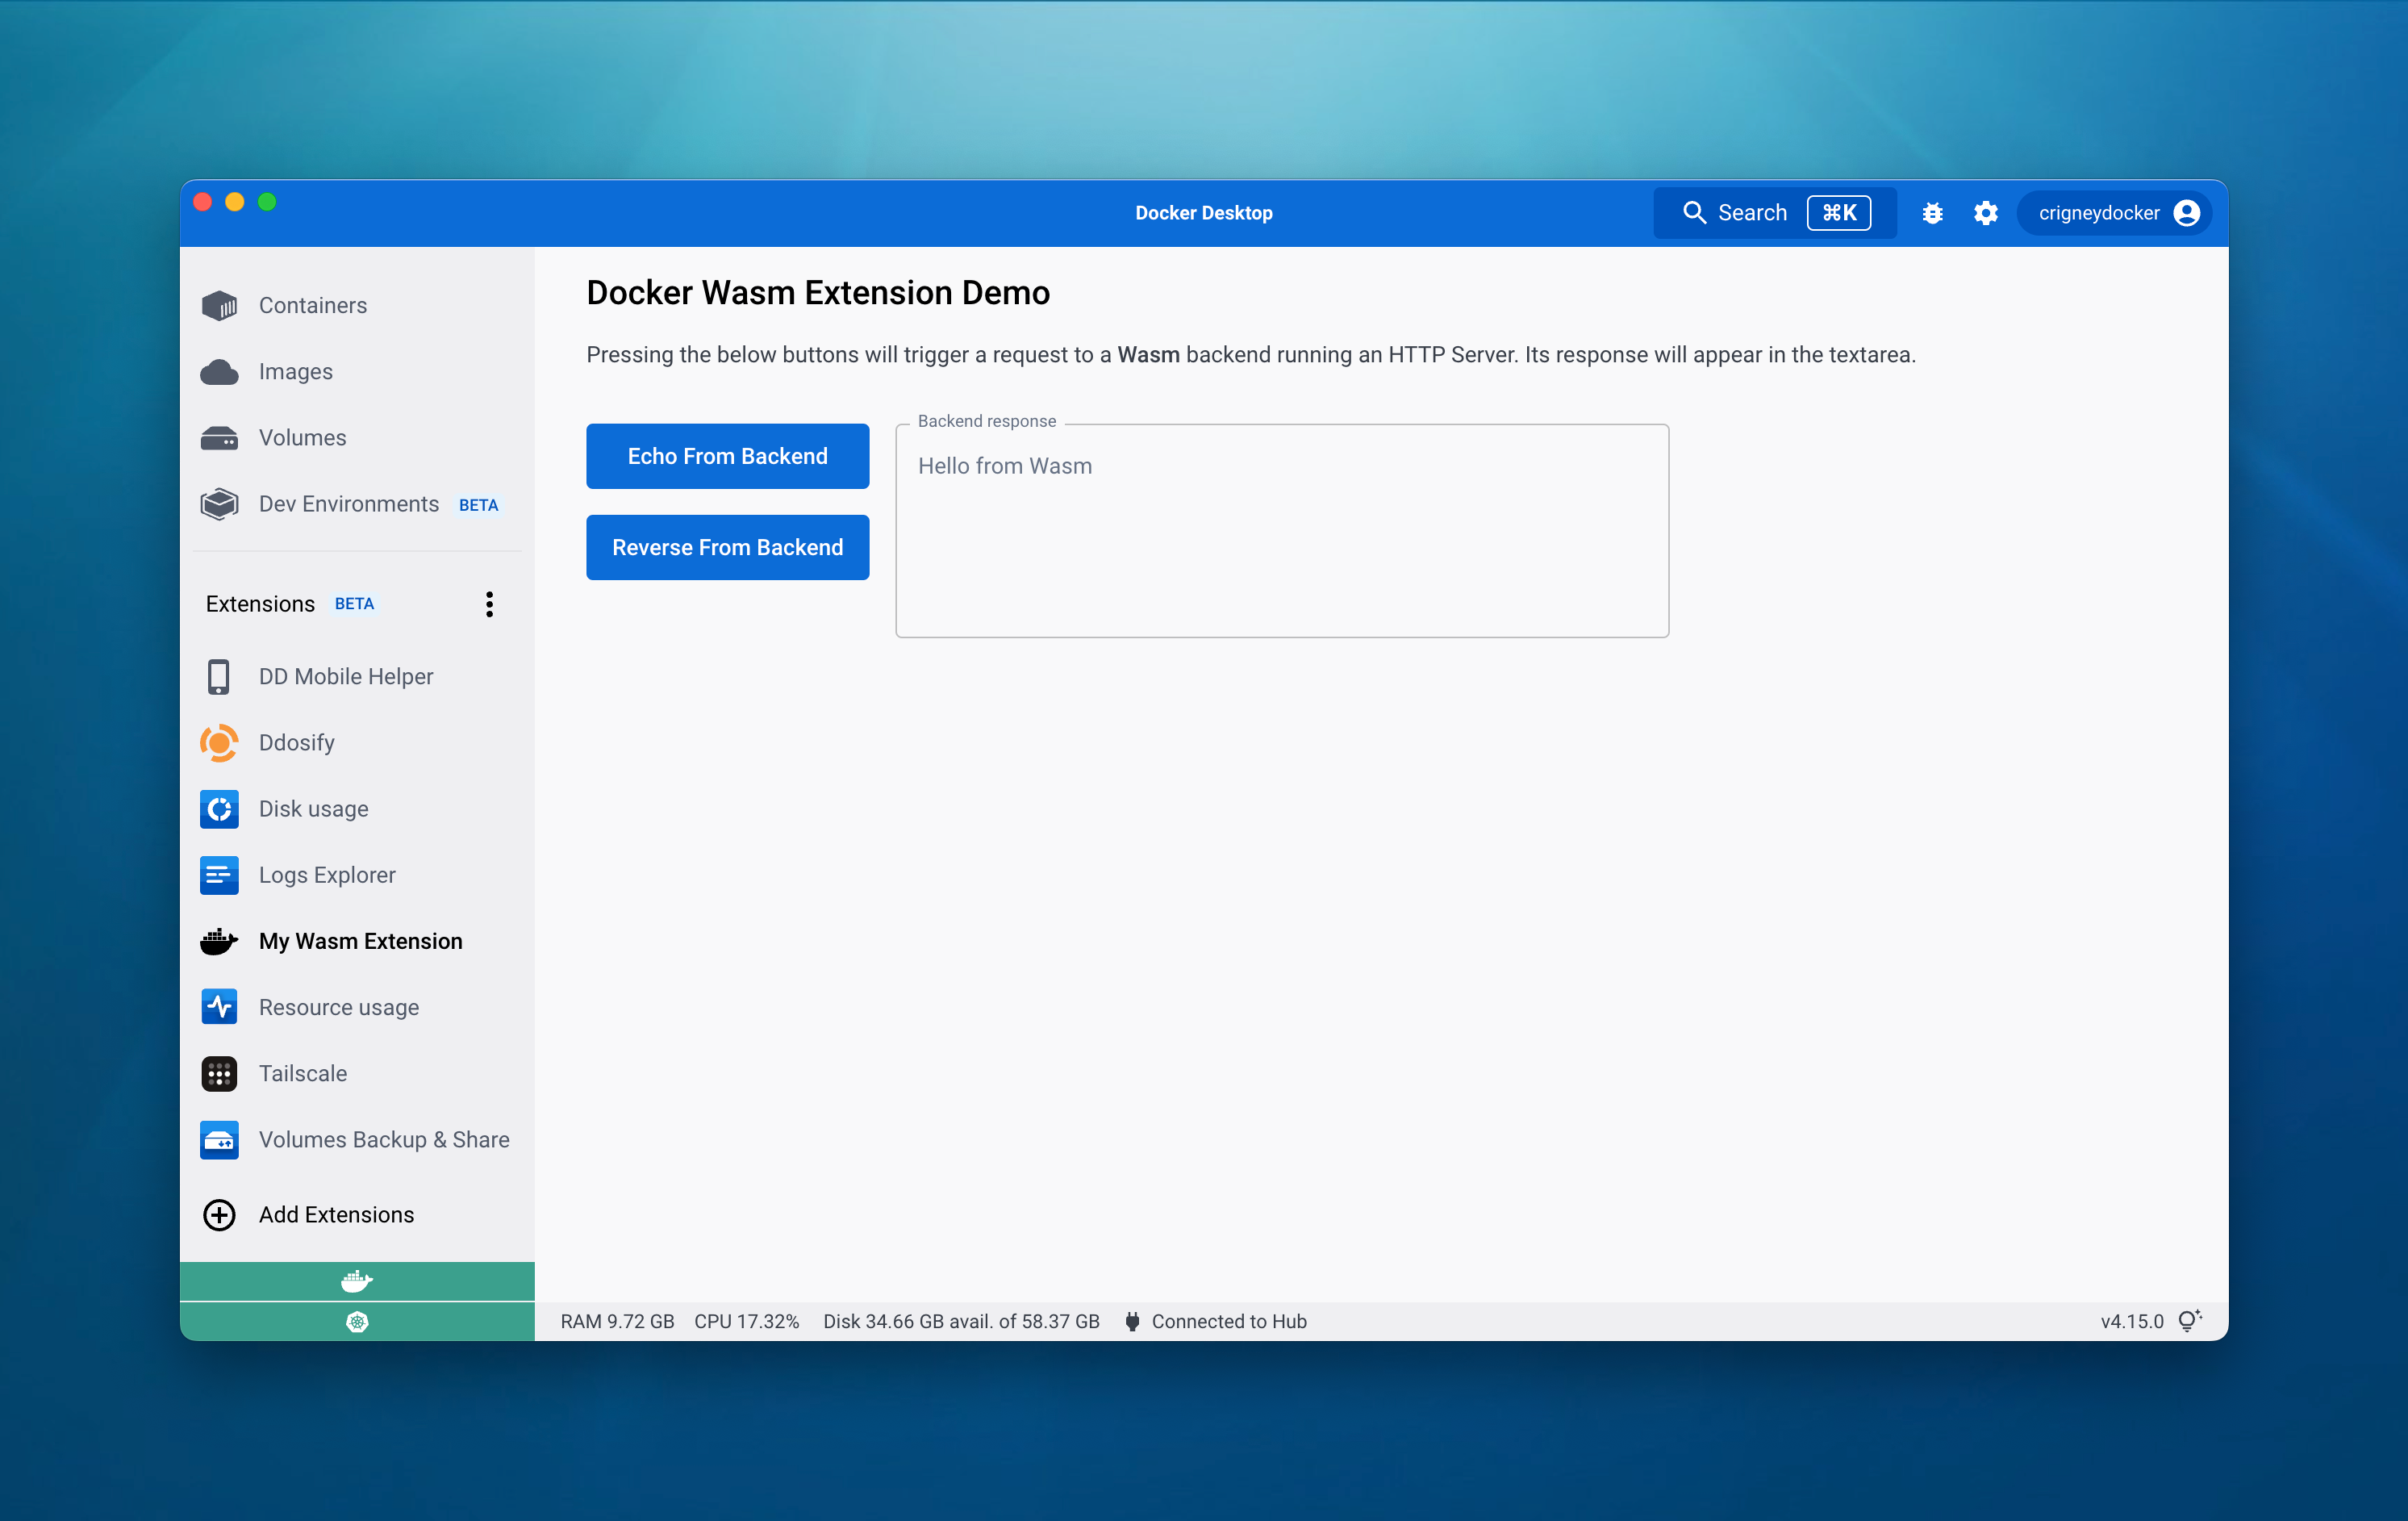 Docker Desktop
Search ⌘K
crigneydocker
Containers
Images
Volumes
Dev Environments BETA
Extensions BETA
DD Mobile Helper
Ddosify
Disk usage
Logs Explorer
My Wasm Extension
Resource usage
Tailscale
Volumes Backup & Share
Add Extensions
Docker Wasm Extension Demo
Pressing the below buttons will trigger a request to a Wasm backend running an HTTP Server. Its response will appear in the textarea.
Echo From Backend
Reverse From Backend
Backend response
Hello from Wasm
RAM 9.72 GB CPU 17.32% Disk 34.66 GB avail. of 58.37 GB Connected to Hub
v4.15.0